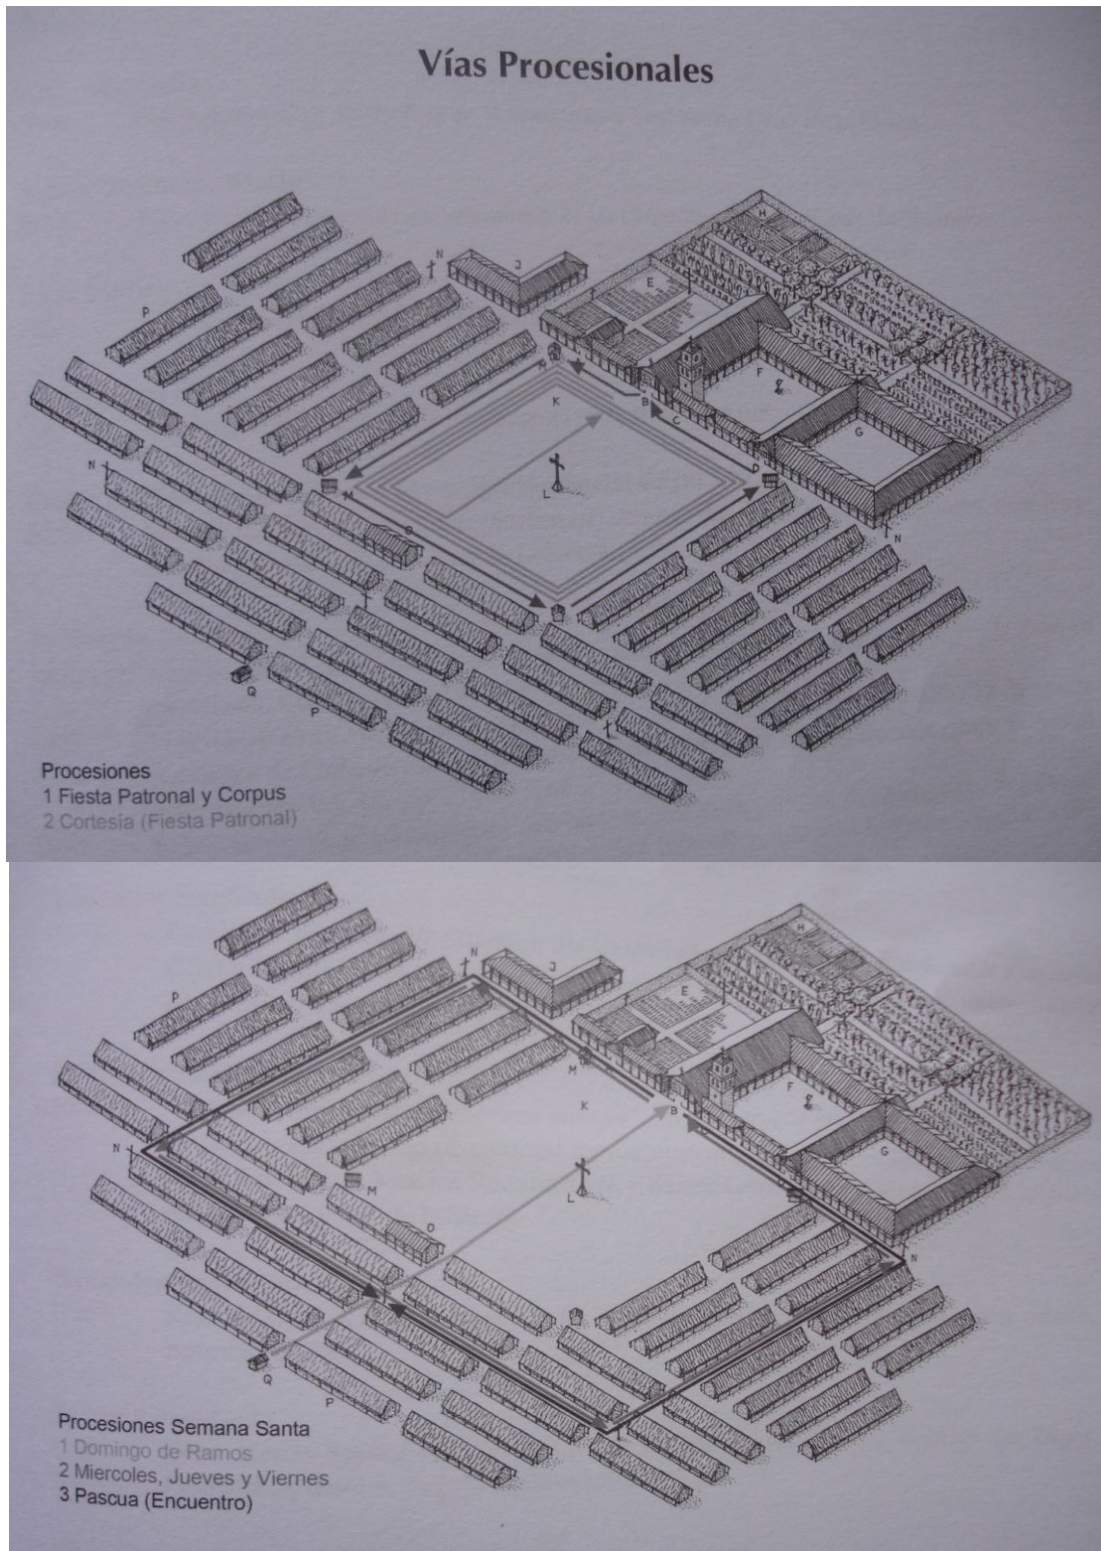 Vías Procesionales
H
N
J
E
P
M
K
B
F
C
G
O
N
M
L
O
N
Q
P
Procesiones
1 Fiesta Patronal y Corpus
2 Cortesía (Fiesta Patronal)
H
N
J
E
P
M
F
K
B
N
G
M
L
O
N
Q
P
Procesiones Semana Santa
1 Domingo de Ramos
2 Miercoles, Jueves y Viernes
3 Pascua (Encuentro)